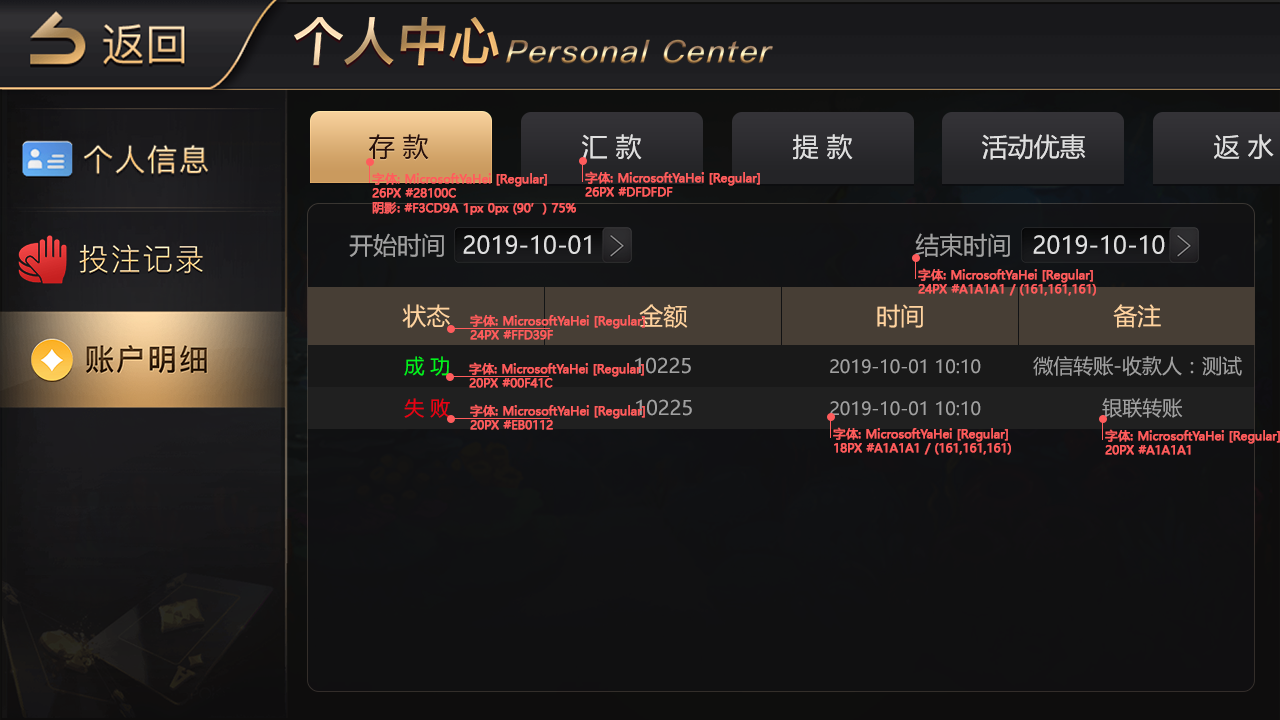 返回
个人中心 Personal Center
个人信息
投注记录
账户明细
存 款
汇 款
提 款
活动优惠
返 水
字体: MicrosoftYaHei [Regular]
26PX #28100C
阴影: #F3CD9A 1px 0px (90′) 75%
字体: MicrosoftYaHei [Regular]
26PX #DFDFDF
开始时间 2019-10-01
结束时间 2019-10-10
字体: MicrosoftYaHei [Regular]
24PX #A1A1A1 / (161,161,161)
状态 金额 时间 备注
字体: MicrosoftYaHei [Regular]
24PX #FFD39F
成 功 10225 2019-10-01 10:10 微信转账-收款人：测试
字体: MicrosoftYaHei [Regular]
20PX #00F41C
失 败 10225 2019-10-01 10:10 银联转账
字体: MicrosoftYaHei [Regular]
20PX #EB0112
字体: MicrosoftYaHei [Regular]
18PX #A1A1A1 / (161,161,161)
字体: MicrosoftYaHei [Regular]
20PX #A1A1A1